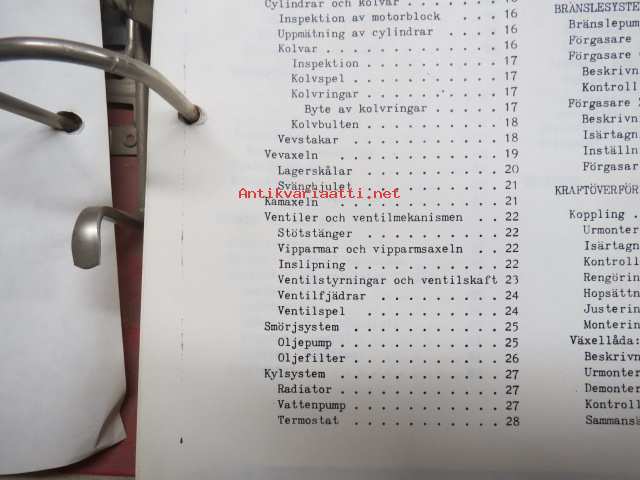 Cylindrar och kolvar . . . . . . . 16
Inspektion av motorblock . . . . 16
Uppmätning av cylindrar . . . . . 16
Kolvar . . . . . . . . . . . . . 17
Inspektion . . . . . . . . . . 17
Kolvspel . . . . . . . . . . . 17
Kolvringar . . . . . . . . . . 17
Byte av kolvringar . . . . . . 17
Kolvbulten . . . . . . . . . . 18
Vevstakar . . . . . . . . . . . 18
Vevaxeln . . . . . . . . . . . . 19
Lagerskålar . . . . . . . . . . 20
Svänghjulet . . . . . . . . . . 21
Kamaxeln . . . . . . . . . . . . 21
Ventiler och ventilmekanismen . . 22
Stötstänger . . . . . . . . . . 22
Vipparmar och vipparmsaxeln . . . 22
Inslipning . . . . . . . . . . . 22
Ventilstyrningar och ventilskaft 23
Ventilfjädrar . . . . . . . . . 24
Ventilspel . . . . . . . . . . . 24
Smörjsystem . . . . . . . . . . . 25
Oljepump . . . . . . . . . . . . 25
Oljefilter . . . . . . . . . . . 26
Kylsystem . . . . . . . . . . . . 27
Radiator . . . . . . . . . . . . 27
Vattenpump . . . . . . . . . . . 27
Termostat . . . . . . . . . . . 28
BRÄNSLESYSTE
Bränslepum
Förgasare
Förgasare
Beskrivn
Kontroll
Förgasare
Beskrivn
Isärtagn
Inställn
Förgasar
KRAFTÖVERFÖR
Koppling .
Urmonter
Isärtagn
Kontroll
Rengörin
Hopsättn
Justerin
Monterin
Växellåda:
Beskrivn
Urmonter
Demonter
Kontroll
Sammansä
Antikvariaatti.net